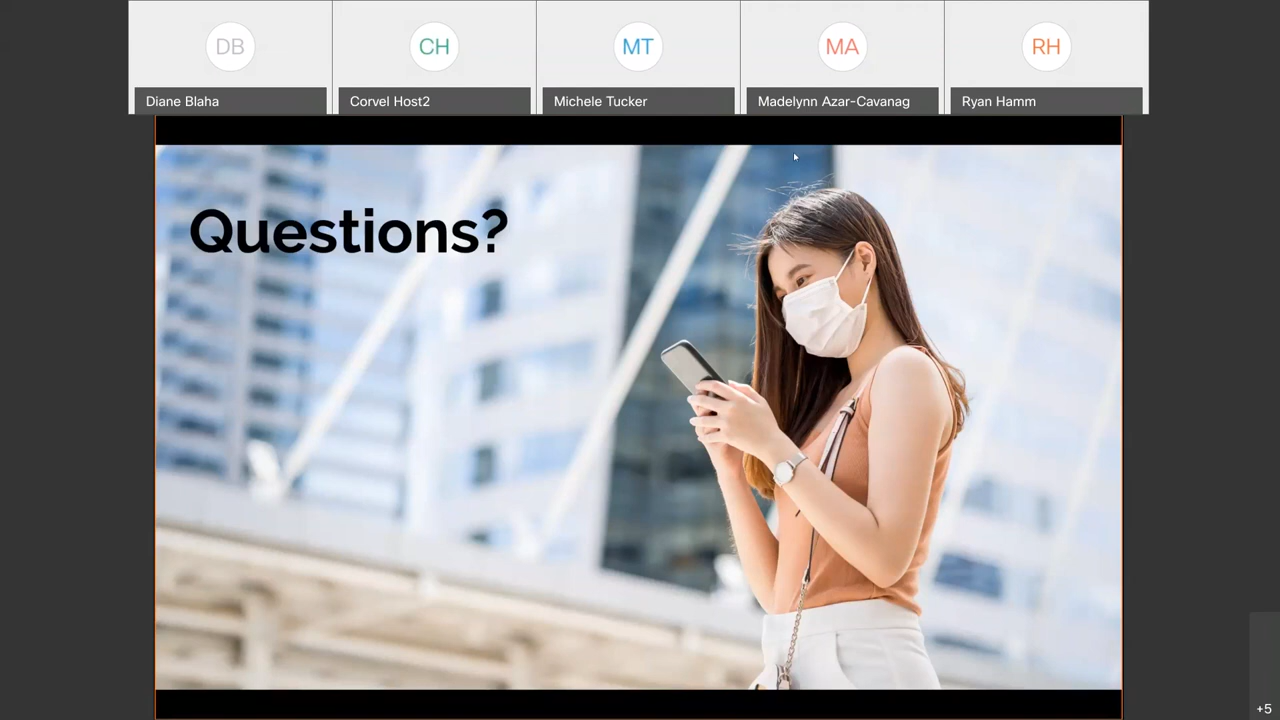 DB
CH
MT
MA
RH
Diane Blaha
Corvel Host2
Michele Tucker
Madelynn Azar-Cavanag
Ryan Hamm
Questions?
+5